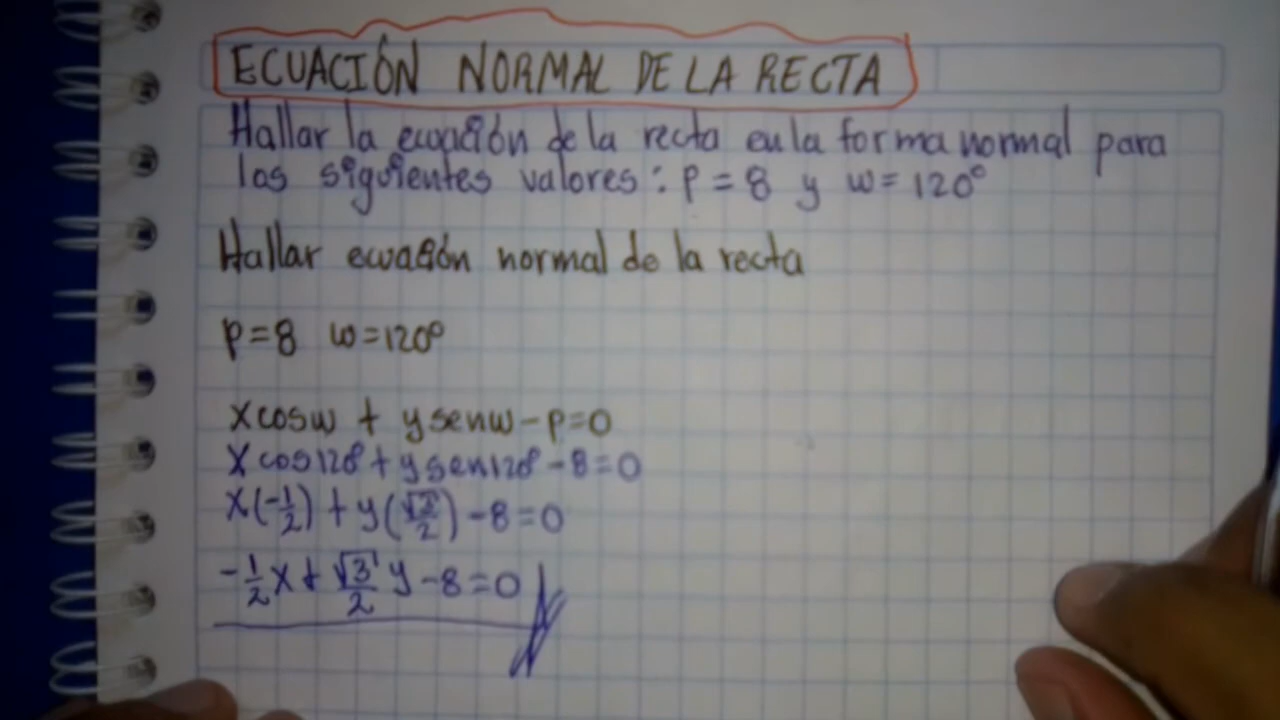 ECUACIÓN NORMAL DE LA RECTA
Hallar la ecuación de la recta en la forma normal para
los siguientes valores: p = 8 y w = 120°
Hallar ecuación normal de la recta
p = 8 w = 120°
x cos w + y sen w - p = 0
x cos 120° + y sen 120° - 8 = 0
x(-1/2) + y(√3/2) - 8 = 0
-1/2 x + √3/2 y - 8 = 0